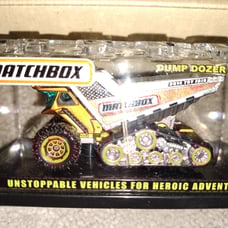 MATCHBOX
DUMP DOZER
MATCHBOX
UNSTOPPABLE VEHICLES FOR HEROIC ADVENT